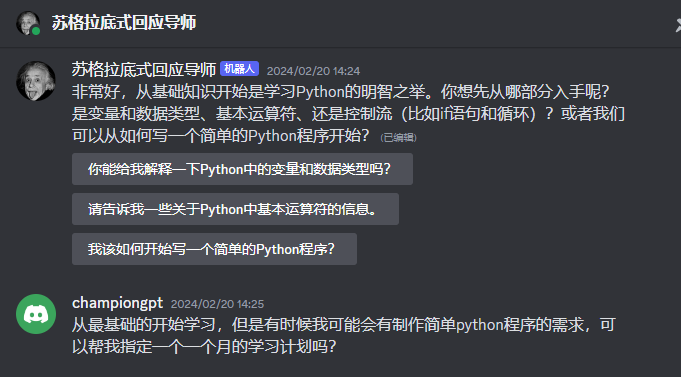 苏格拉底式回应导师
苏格拉底式回应导师 机器人 2024/02/20 14:24
非常好，从基础知识开始是学习Python的明智之举。你想先从哪部分入手呢？
是变量和数据类型、基本运算符、还是控制流（比如if语句和循环）？或者我们
可以从如何写一个简单的Python程序开始？ (已编辑)
你能给我解释一下Python中的变量和数据类型吗？
请告诉我一些关于Python中基本运算符的信息。
我该如何开始写一个简单的Python程序？
championgpt 2024/02/20 14:25
从最基础的开始学习，但是有时候我可能会有制作简单python程序的需求，可
以帮我指定一个一个月的学习计划吗？